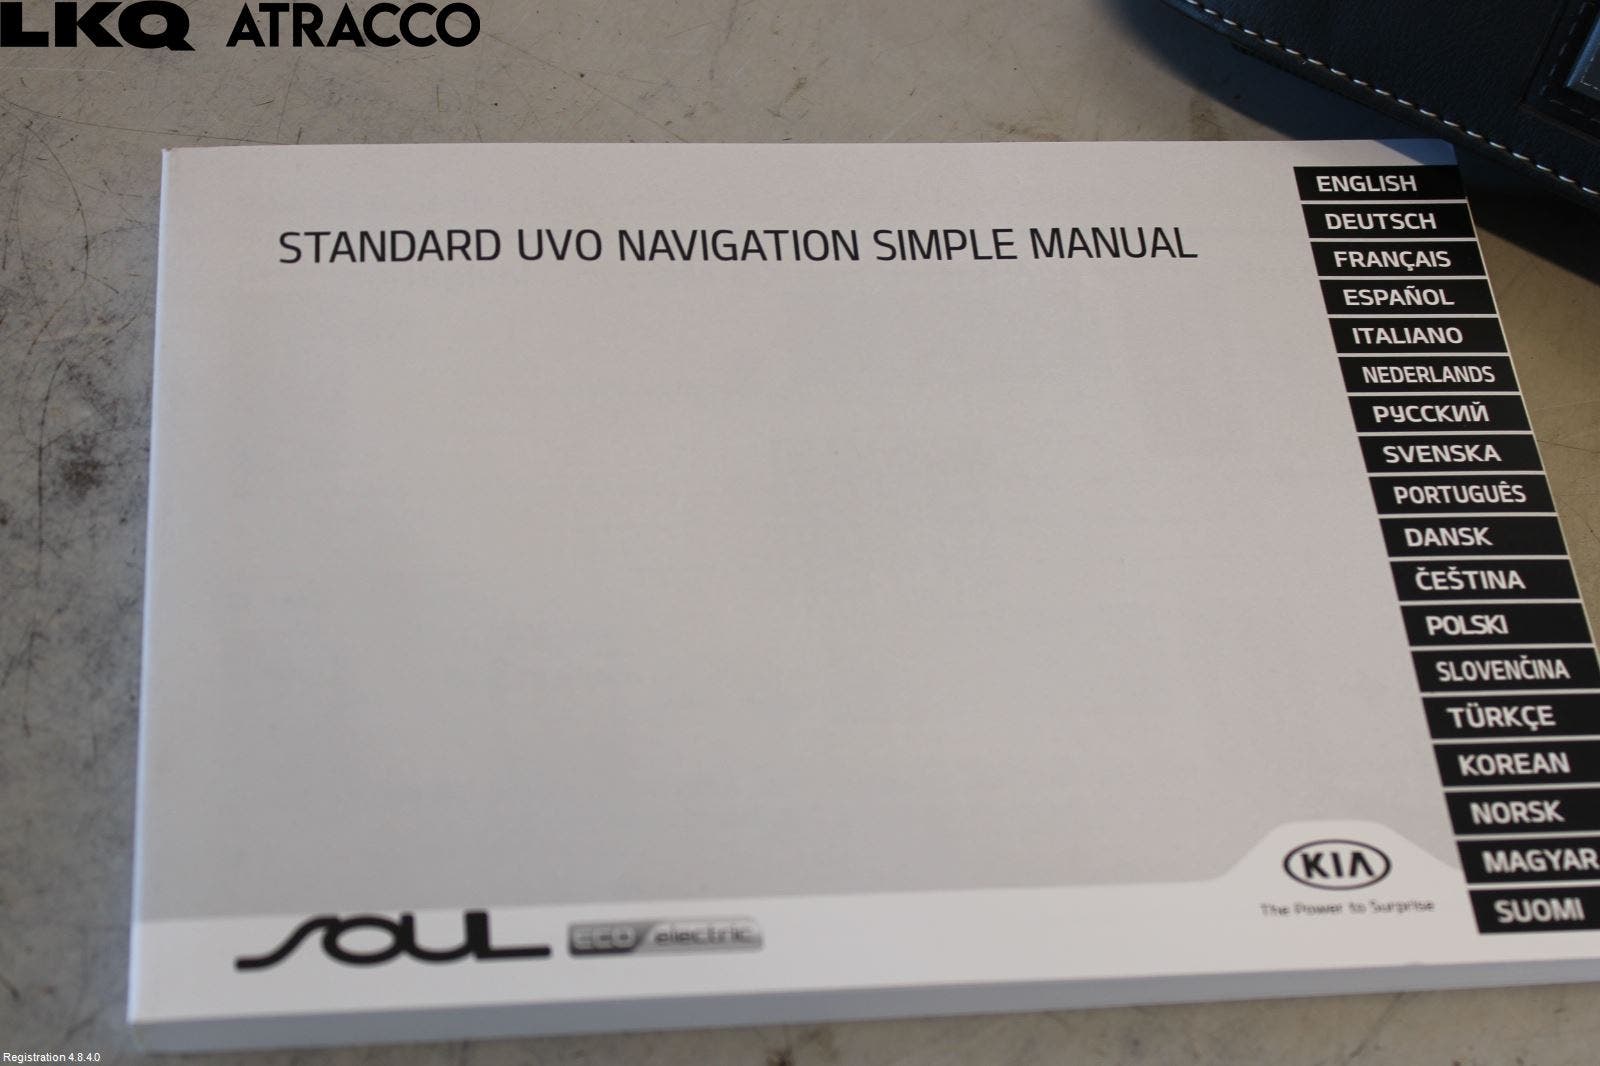 LKQ ATRACCO
STANDARD UVO NAVIGATION SIMPLE MANUAL
ENGLISH
DEUTSCH
FRANÇAIS
ESPAÑOL
ITALIANO
NEDERLANDS
РУССКИЙ
SVENSKA
PORTUGUÊS
DANSK
ČEŠTINA
POLSKI
SLOVENČINA
TÜRKÇE
KOREAN
NORSK
MAGYAR
SUOMI
KIA
The Power to Surprise
SOUL eco electric
Registration 4.8.4.0